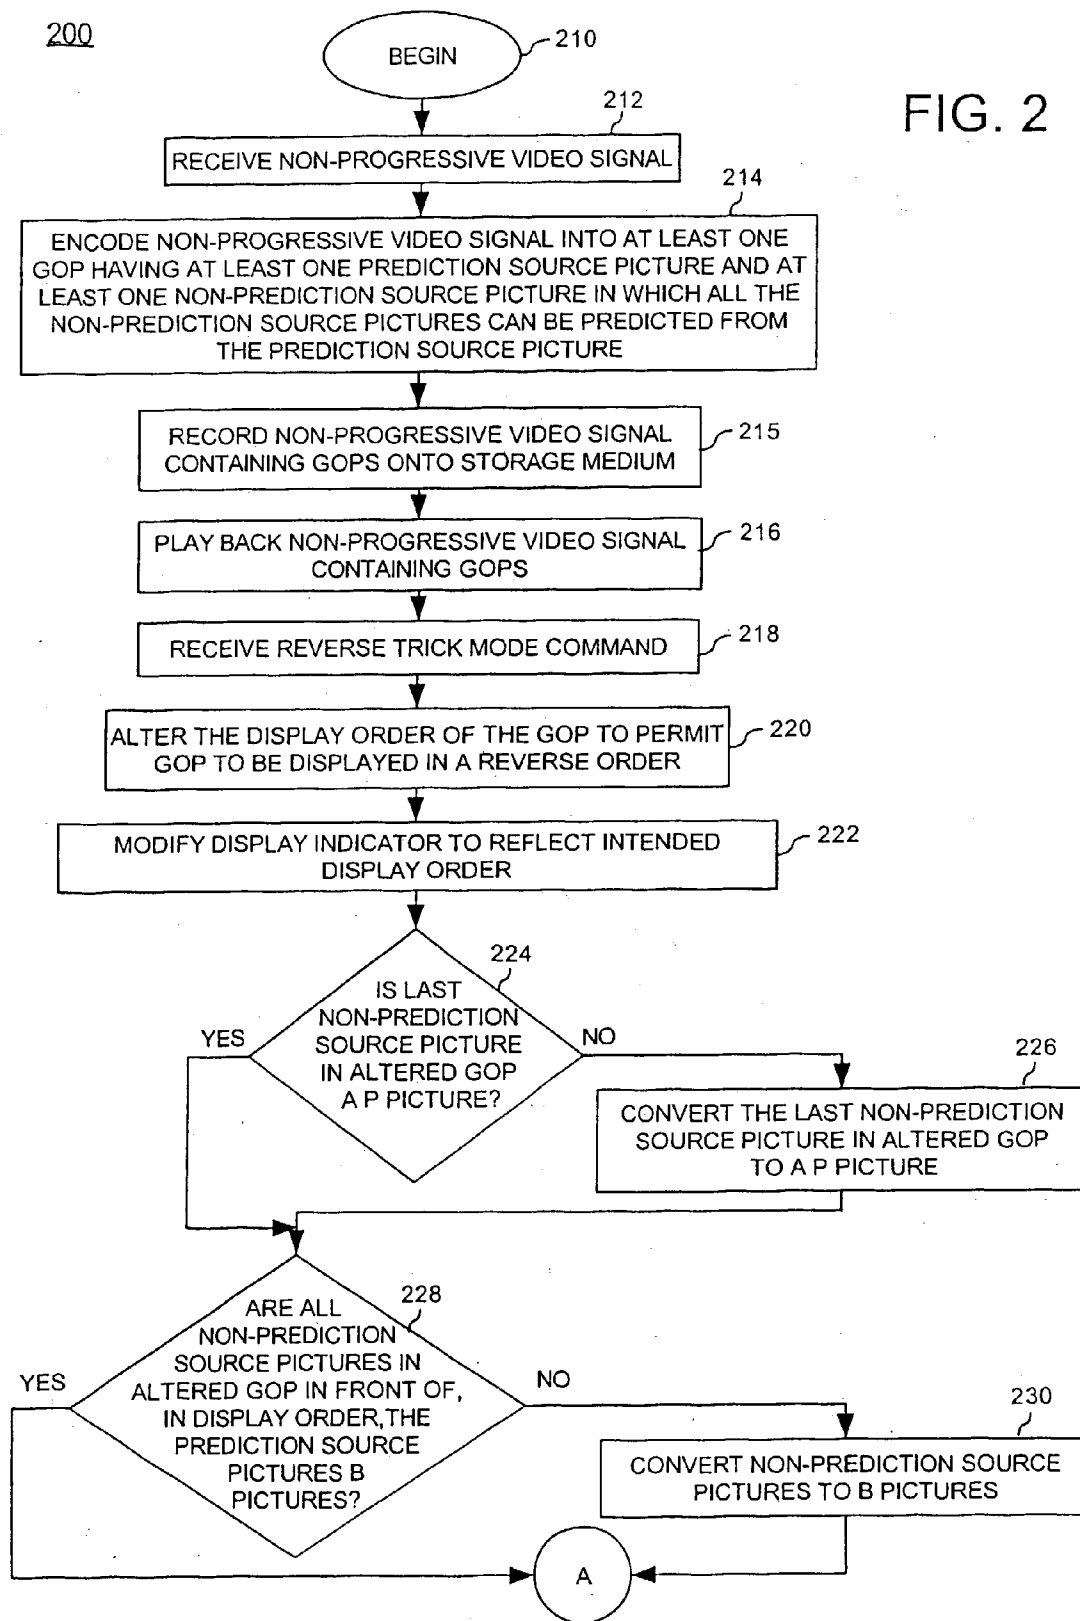 200
BEGIN
210
FIG. 2
212
RECEIVE NON-PROGRESSIVE VIDEO SIGNAL
214
ENCODE NON-PROGRESSIVE VIDEO SIGNAL INTO AT LEAST ONE
GOP HAVING AT LEAST ONE PREDICTION SOURCE PICTURE AND AT
LEAST ONE NON-PREDICTION SOURCE PICTURE IN WHICH ALL THE
NON-PREDICTION SOURCE PICTURES CAN BE PREDICTED FROM
THE PREDICTION SOURCE PICTURE
RECORD NON-PROGRESSIVE VIDEO SIGNAL
CONTAINING GOPS ONTO STORAGE MEDIUM
215
PLAY BACK NON-PROGRESSIVE VIDEO SIGNAL
CONTAINING GOPS
216
RECEIVE REVERSE TRICK MODE COMMAND
218
ALTER THE DISPLAY ORDER OF THE GOP TO PERMIT
GOP TO BE DISPLAYED IN A REVERSE ORDER
220
MODIFY DISPLAY INDICATOR TO REFLECT INTENDED
DISPLAY ORDER
222
224
IS LAST
NON-PREDICTION
SOURCE PICTURE
IN ALTERED GOP
A P PICTURE?
YES
NO
226
CONVERT THE LAST NON-PREDICTION
SOURCE PICTURE IN ALTERED GOP
TO A P PICTURE
228
ARE ALL
NON-PREDICTION
SOURCE PICTURES IN
ALTERED GOP IN FRONT OF,
IN DISPLAY ORDER, THE
PREDICTION SOURCE
PICTURES B
PICTURES?
YES
NO
230
CONVERT NON-PREDICTION SOURCE
PICTURES TO B PICTURES
A